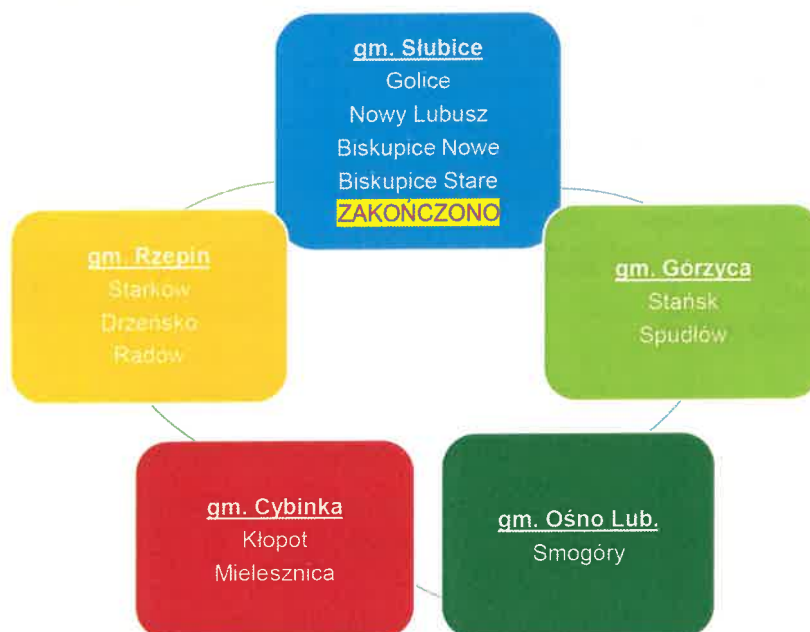 gm. Słubice
Golice
Nowy Lubusz
Biskupice Nowe
Biskupice Stare
ZAKOŃCZONO
gm. Rzepin
Starków
Drzeńsko
Radów
gm. Górzyca
Stańsk
Spudłów
gm. Cybinka
Kłopot
Mielesznica
gm. Ośno Lub.
Smogóry